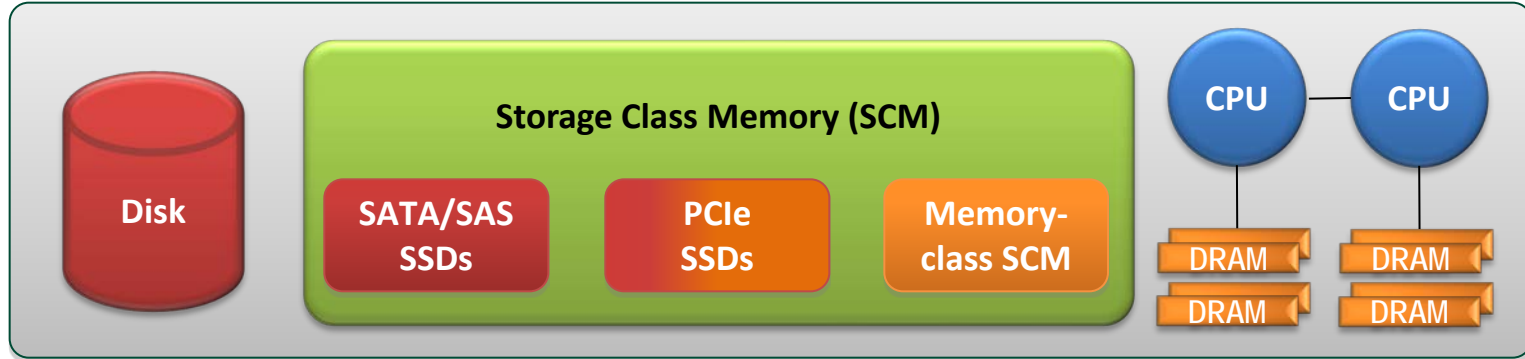 Disk
Storage Class Memory (SCM)
SATA/SAS
SSDs
PCIe
SSDs
Memory-
class SCM
CPU
CPU
DRAM
DRAM
DRAM
DRAM